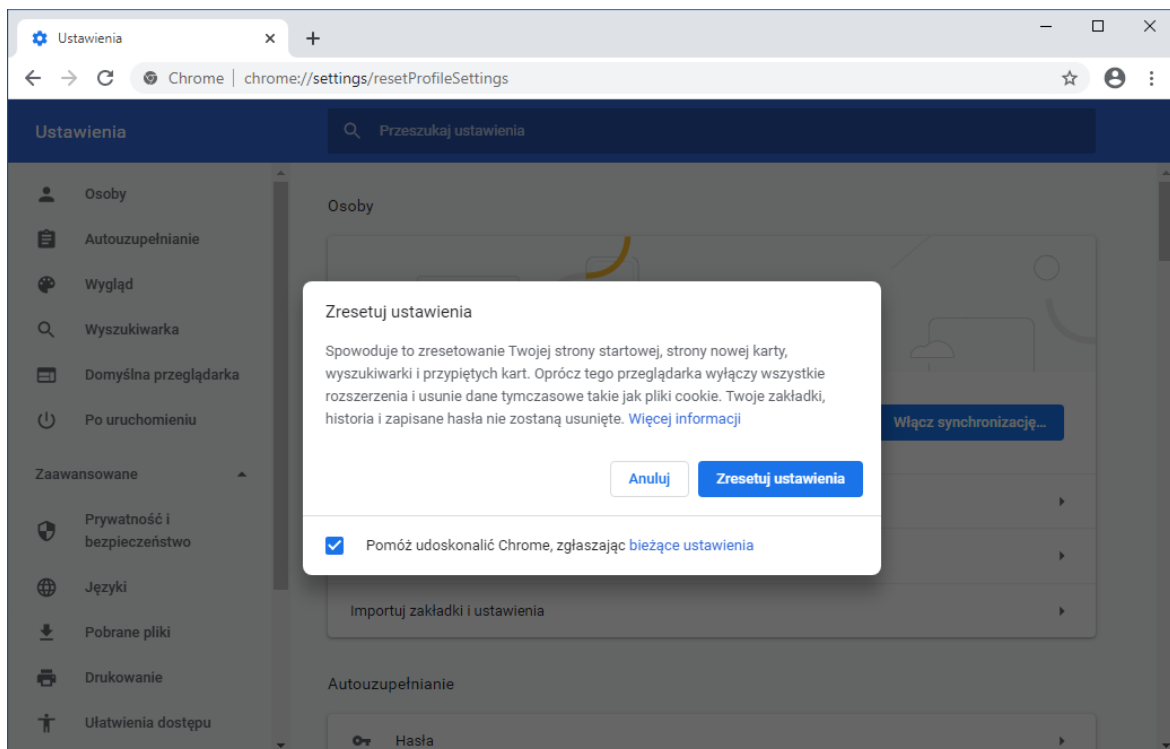 Ustawienia
Chrome | chrome://settings/resetProfileSettings
Ustawienia
Przeszukaj ustawienia
Osoby
Autouzupełnianie
Wygląd
Wyszukiwarka
Domyślna przeglądarka
Po uruchomieniu
Zaawansowane
Prywatność i
bezpieczeństwo
Języki
Pobrane pliki
Drukowanie
Ułatwienia dostępu
Osoby
Włącz synchronizację...
Zresetuj ustawienia
Spowoduje to zresetowanie Twojej strony startowej, strony nowej karty,
wyszukiwarki i przypiętych kart. Oprócz tego przeglądarka wyłączy wszystkie
rozszerzenia i usunie dane tymczasowe takie jak pliki cookie. Twoje zakładki,
historia i zapisane hasła nie zostaną usunięte. Więcej informacji
Anuluj
Zresetuj ustawienia
Pomóż udoskonalić Chrome, zgłaszając bieżące ustawienia
Importuj zakładki i ustawienia
Autouzupełnianie
Hasła